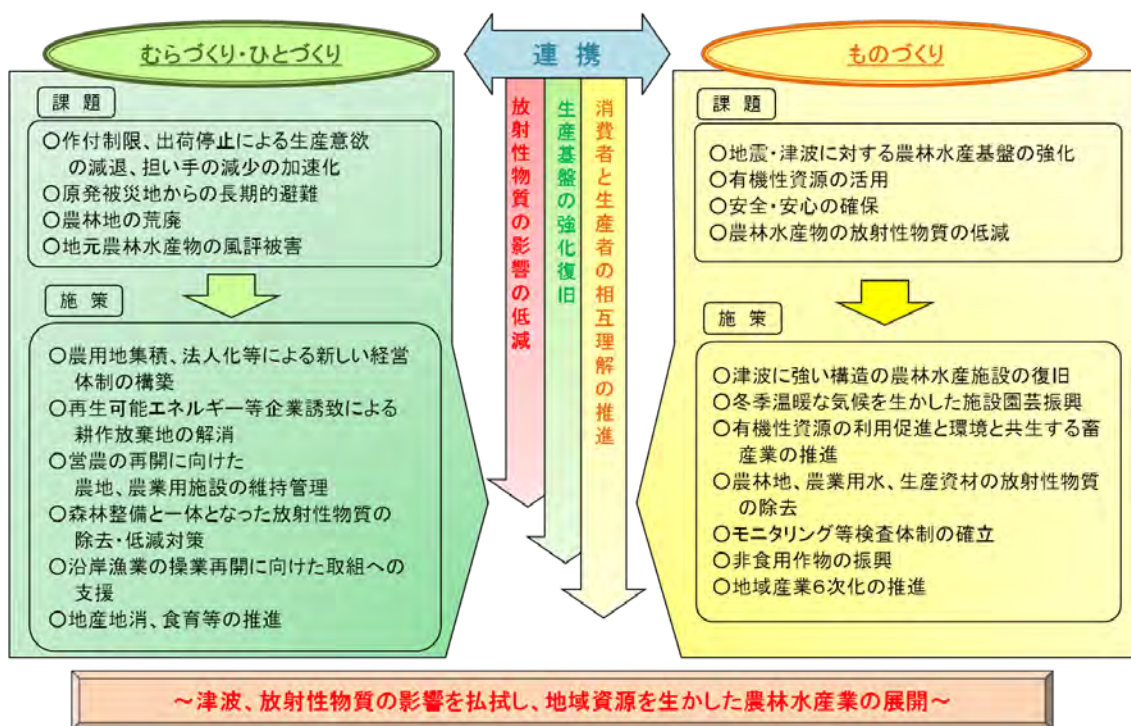 むらづくり・ひとづくり
課 題
○作付制限、出荷停止による生産意欲
の減退、担い手の減少の加速化
○原発被災地からの長期的避難
○農林地の荒廃
○地元農林水産物の風評被害
施 策
○農用地集積、法人化等による新しい経営
体制の構築
○再生可能エネルギー等企業誘致による
耕作放棄地の解消
○営農の再開に向けた
農地、農業用施設の維持管理
○森林整備と一体となった放射性物質の
除去・低減対策
○沿岸漁業の操業再開に向けた取組への
支援
○地産地消、食育等の推進
連 携
放射性物質の影響の低減
生産基盤の強化復旧
消費者と生産者の相互理解の推進
ものづくり
課 題
○地震・津波に対する農林水産基盤の強化
○有機性資源の活用
○安全・安心の確保
○農林水産物の放射性物質の低減
施 策
○津波に強い構造の農林水産施設の復旧
○冬季温暖な気候を生かした施設園芸振興
○有機性資源の利用促進と環境と共生する畜
産業の推進
○農林地、農業用水、生産資材の放射性物質
の除去
○モニタリング等検査体制の確立
○非食用作物の振興
○地域産業6次化の推進
～津波、放射性物質の影響を払拭し、地域資源を生かした農林水産業の展開～